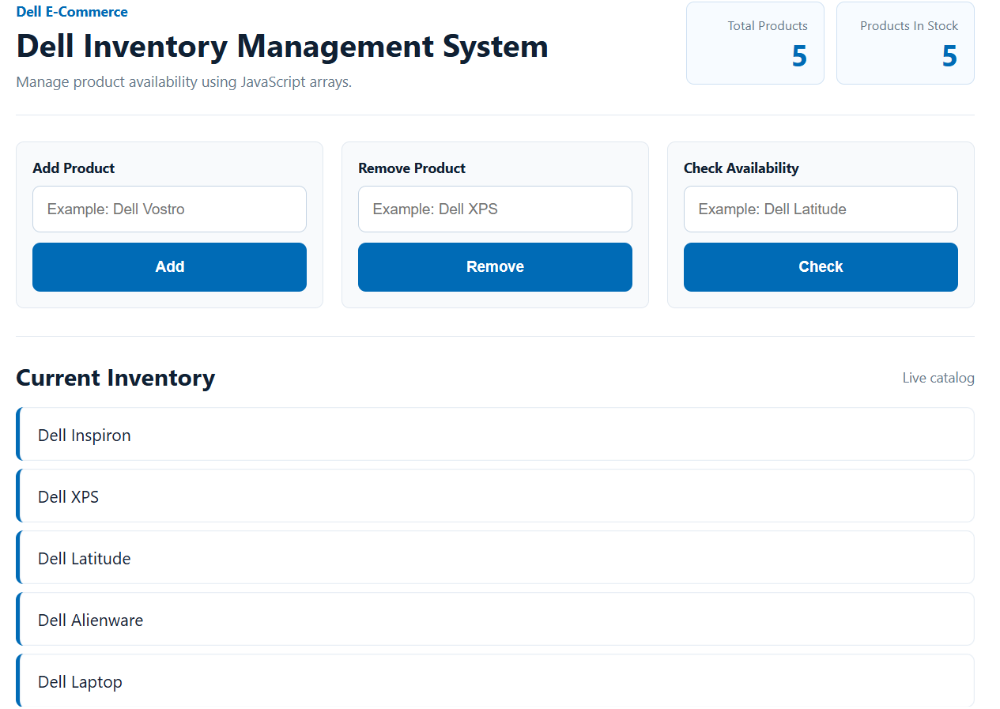 Dell E-Commerce
Dell Inventory Management System
Manage product availability using JavaScript arrays.
Total Products
5
Products In Stock
5
Add Product
Example: Dell Vostro
Add
Remove Product
Example: Dell XPS
Remove
Check Availability
Example: Dell Latitude
Check
Current Inventory
Live catalog
Dell Inspiron
Dell XPS
Dell Latitude
Dell Alienware
Dell Laptop